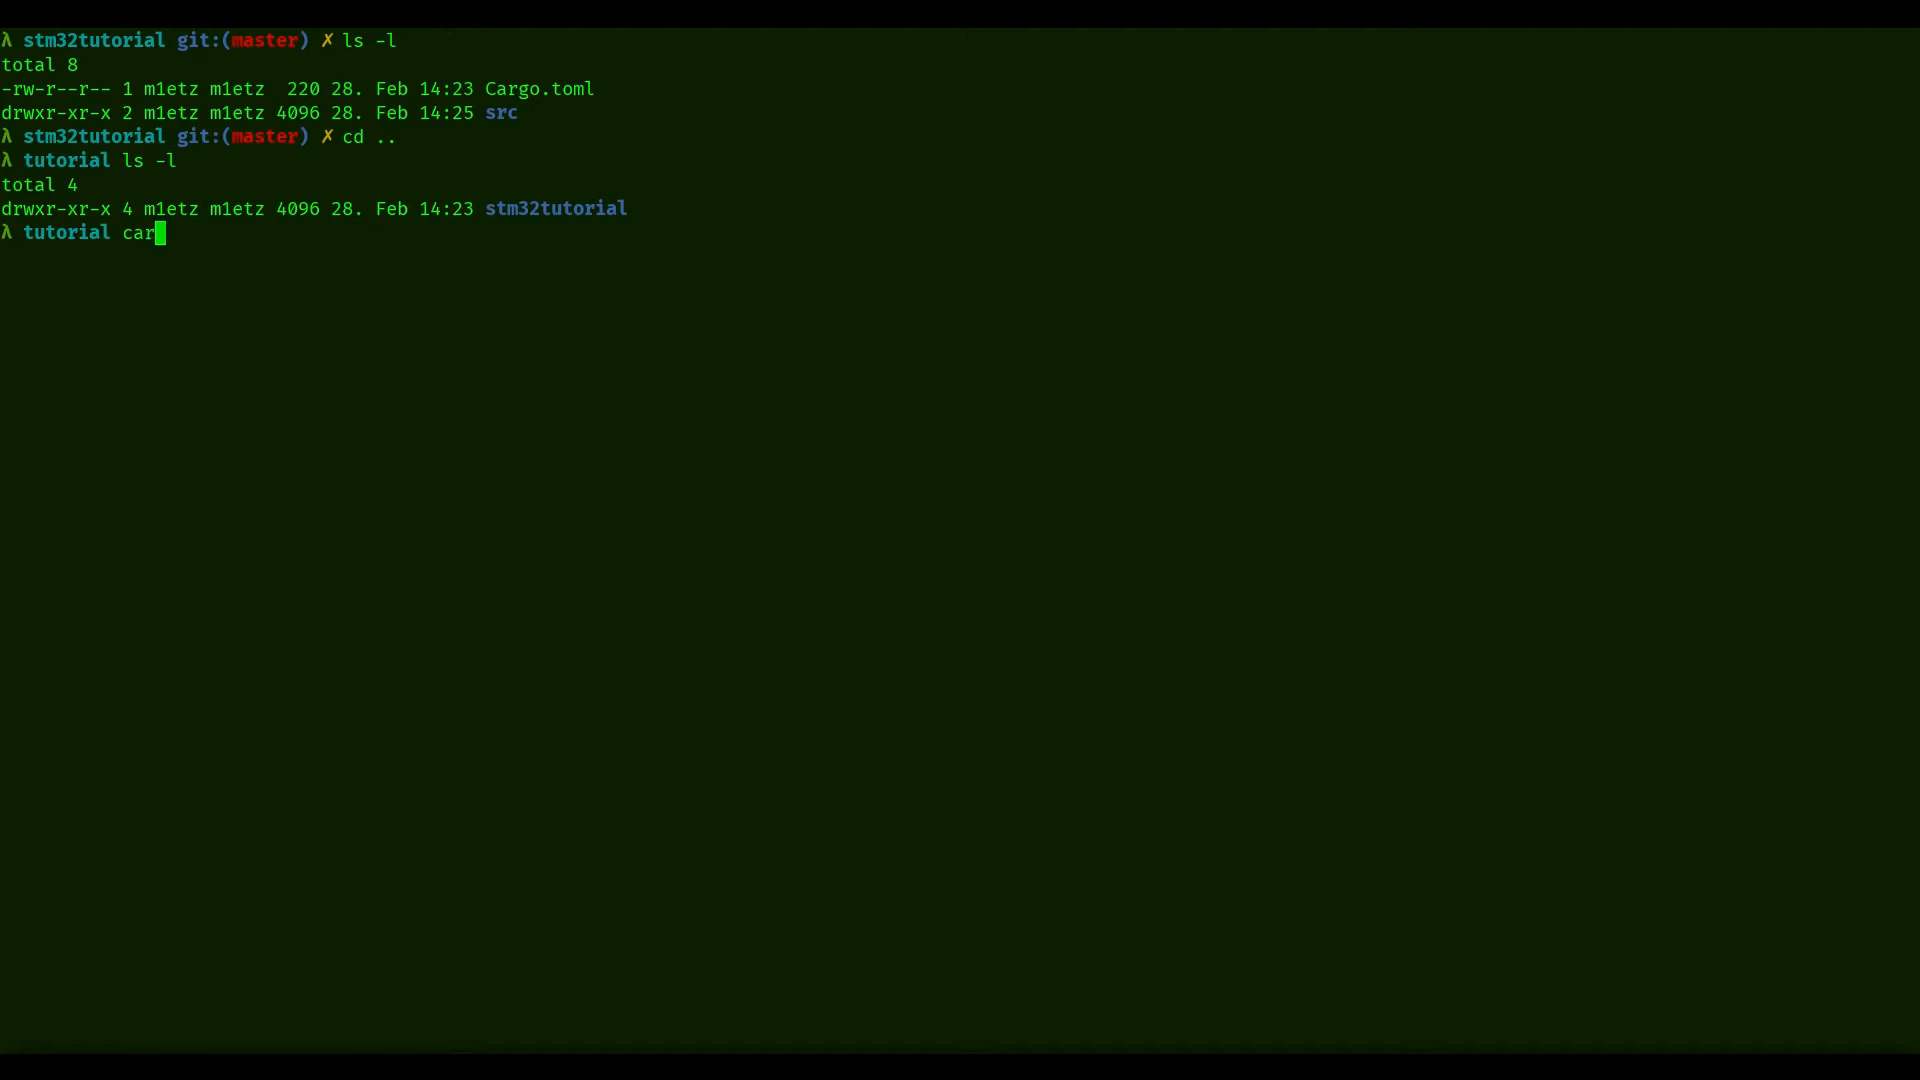 λ stm32tutorial git:(master) ✗ ls -l
total 8
-rw-r--r-- 1 m1etz m1etz  220 28. Feb 14:23 Cargo.toml
drwxr-xr-x 2 m1etz m1etz 4096 28. Feb 14:25 src
λ stm32tutorial git:(master) ✗ cd ..
λ tutorial ls -l
total 4
drwxr-xr-x 4 m1etz m1etz 4096 28. Feb 14:23 stm32tutorial
λ tutorial car